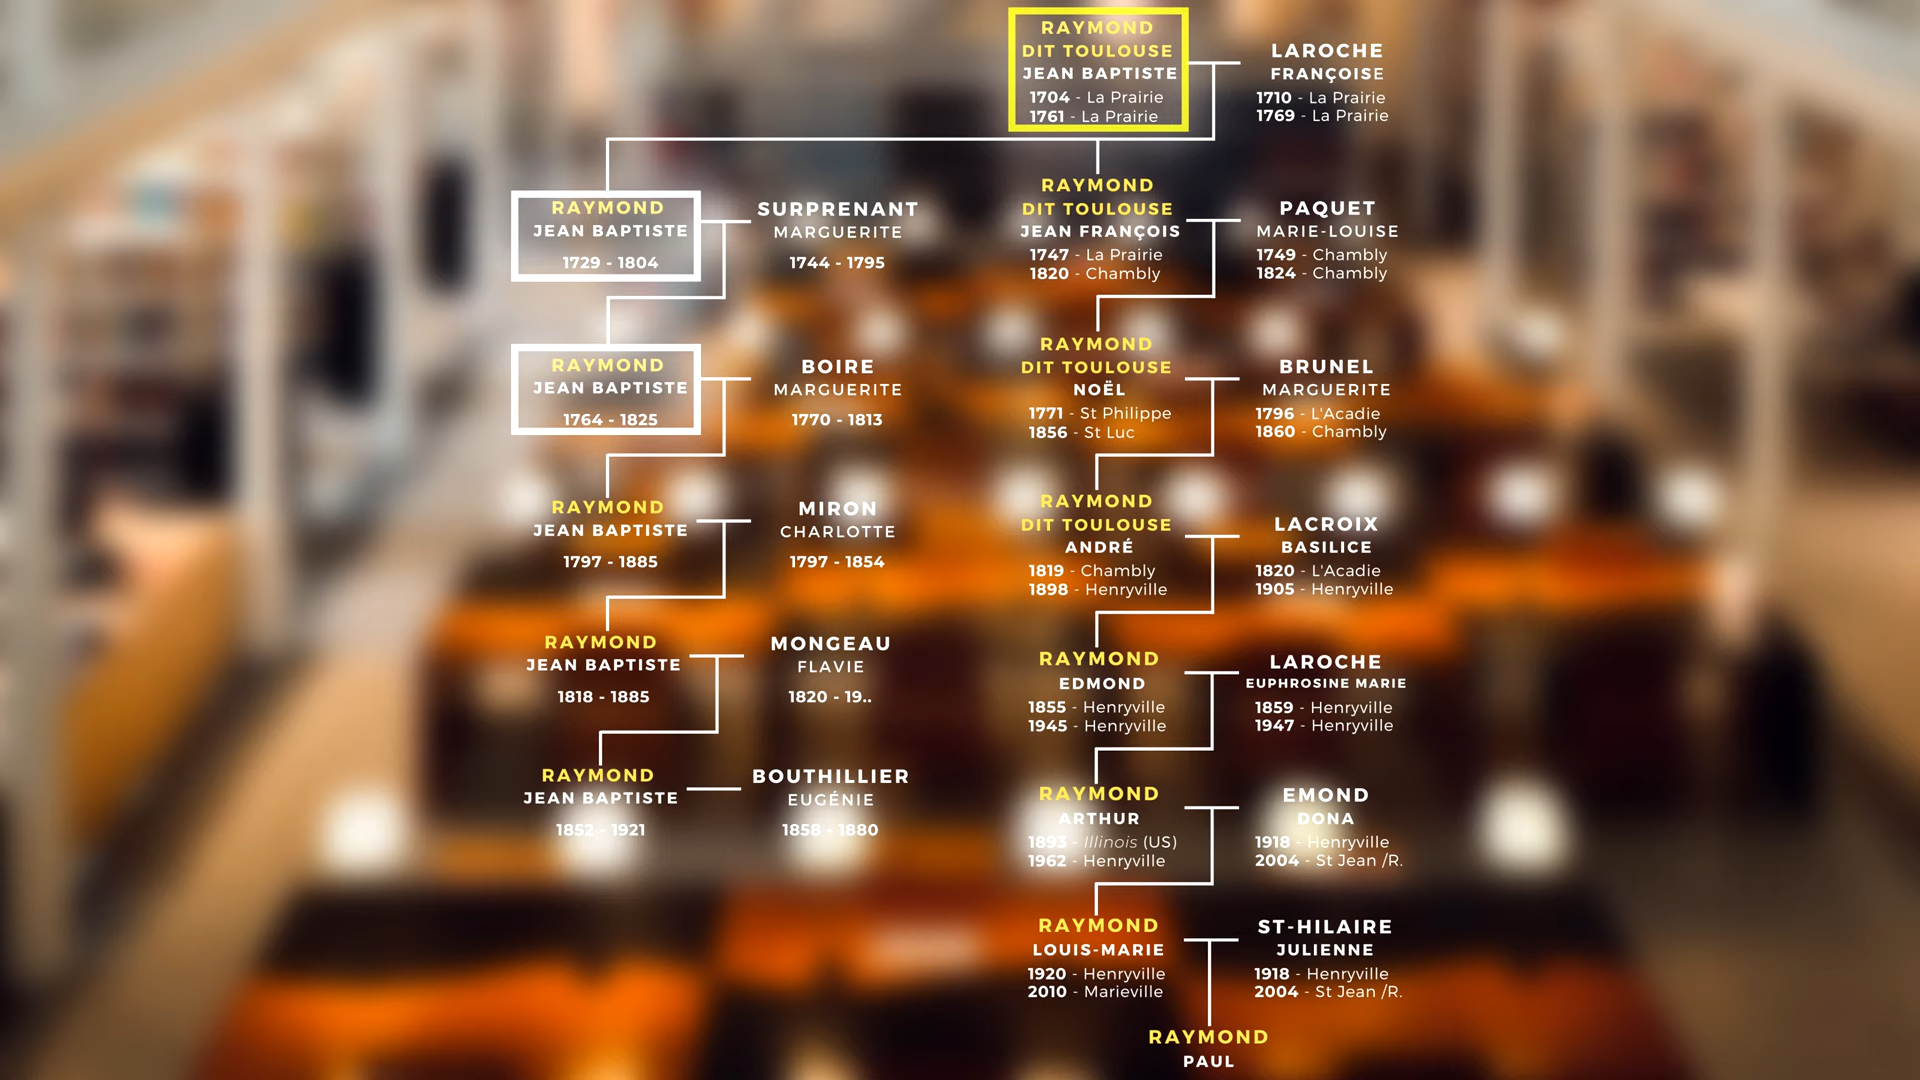 RAYMOND
DIT TOULOUSE
JEAN BAPTISTE
1704 - La Prairie
1761 - La Prairie
LAROCHE
FRANÇOISE
1710 - La Prairie
1769 - La Prairie
RAYMOND
JEAN BAPTISTE
1729 - 1804
SURPRENANT
MARGUERITE
1744 - 1795
RAYMOND
DIT TOULOUSE
JEAN FRANÇOIS
1747 - La Prairie
1820 - Chambly
PAQUET
MARIE-LOUISE
1749 - Chambly
1824 - Chambly
RAYMOND
JEAN BAPTISTE
1764 - 1825
BOIRE
MARGUERITE
1770 - 1813
RAYMOND
DIT TOULOUSE
NOËL
1771 - St Philippe
1856 - St Luc
BRUNEL
MARGUERITE
1796 - L'Acadie
1860 - Chambly
RAYMOND
JEAN BAPTISTE
1797 - 1885
MIRON
CHARLOTTE
1797 - 1854
RAYMOND
DIT TOULOUSE
ANDRÉ
1819 - Chambly
1898 - Henryville
LACROIX
BASILICE
1820 - L'Acadie
1905 - Henryville
RAYMOND
JEAN BAPTISTE
1818 - 1885
MONGEAU
FLAVIE
1820 - 19..
RAYMOND
EDMOND
1855 - Henryville
1945 - Henryville
LAROCHE
EUPHROSINE MARIE
1859 - Henryville
1947 - Henryville
RAYMOND
JEAN BAPTISTE
1852 - 1921
BOUTHILLIER
EUGÉNIE
1858 - 1880
RAYMOND
ARTHUR
1893 - Illinois (US)
1962 - Henryville
EMOND
DONA
1918 - Henryville
2004 - St Jean /R.
RAYMOND
LOUIS-MARIE
1920 - Henryville
2010 - Marieville
ST-HILAIRE
JULIENNE
1918 - Henryville
2004 - St Jean /R.
RAYMOND
PAUL